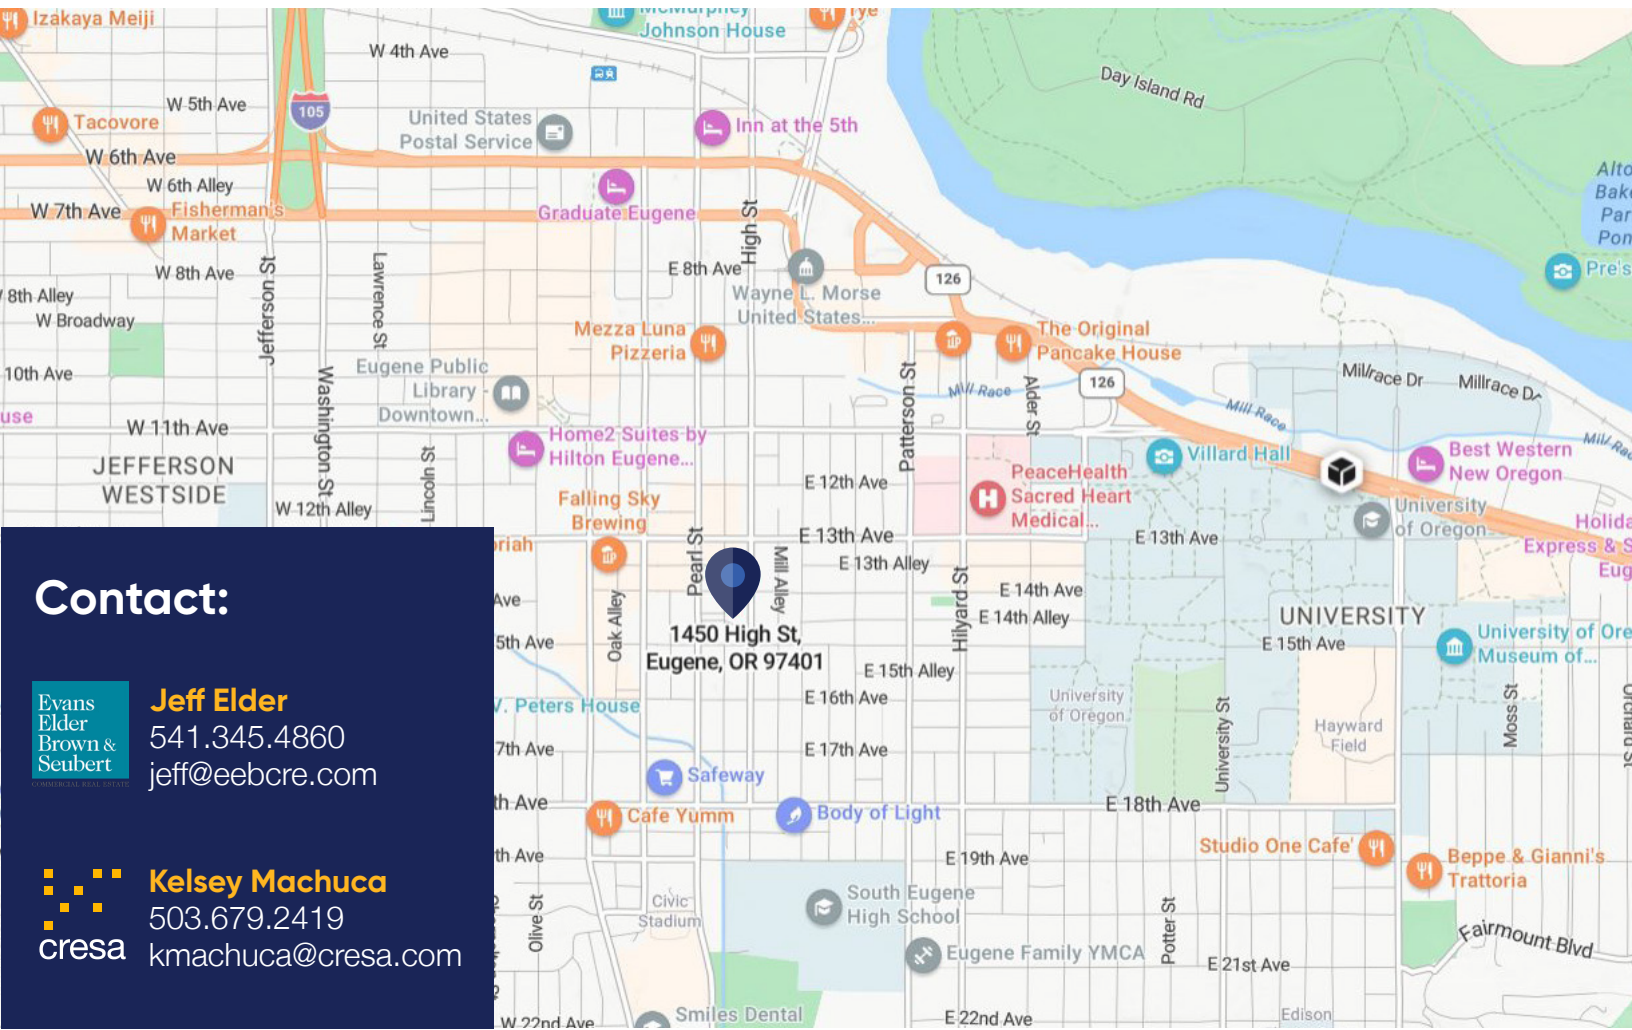 Izakaya Meiji
McMurphey
Johnson House
W 4th Ave
Day Island Rd
W 5th Ave
105
United States
Postal Service
Inn at the 5th
Tacovore
W 6th Ave
W 6th Alley
W 7th Ave
Fisherman's
Market
Graduate Eugene
High St
W 8th Ave
E 8th Ave
126
Wayne L. Morse
United States...
8th Alley
W Broadway
Jefferson St
Lawrence St
Mezza Luna
Pizzeria
The Original
Pancake House
10th Ave
Eugene Public
Library -
Downtown...
Washington St
Patterson St
Mill Race
Alder St
126
Millrace Dr
Millrace Dr
Mill Race
W 11th Ave
Home2 Suites by
Hilton Eugene...
Villard Hall
Best Western
New Oregon
JEFFERSON
WESTSIDE
Lincoln St
W 12th Alley
Falling Sky
Brewing
E 12th Ave
PeaceHealth
Sacred Heart
Medical...
University
of Oregon
E 13th Ave
E 13th Ave
E 13th Alley
Express & S
Pearl St
Mill Alley
Oak Alley
Hilyard St
E 14th Ave
E 14th Alley
UNIVERSITY
E 15th Ave
1450 High St,
Eugene, OR 97401
E 15th Alley
5th Ave
University of Ore
Museum of...
E 16th Ave
University
of Oregon
University St
Hayward
Field
Moss St
V. Peters House
7th Ave
E 17th Ave
Safeway
th Ave
Cafe Yumm
Body of Light
E 18th Ave
th Ave
E 19th Ave
Studio One Cafe'
Beppe & Gianni's
Trattoria
Olive St
Civic
Stadium
South Eugene
High School
Eugene Family YMCA
Potter St
E 21st Ave
Fairmount Blvd
W 22nd Ave
Smiles Dental
E 22nd Ave
Edison
Contact:
Evans
Elder
Brown &
Seubert
COMMERCIAL REAL ESTATE
Jeff Elder
541.345.4860
jeff@eebcre.com
cresa
Kelsey Machuca
503.679.2419
kmachuca@cresa.com